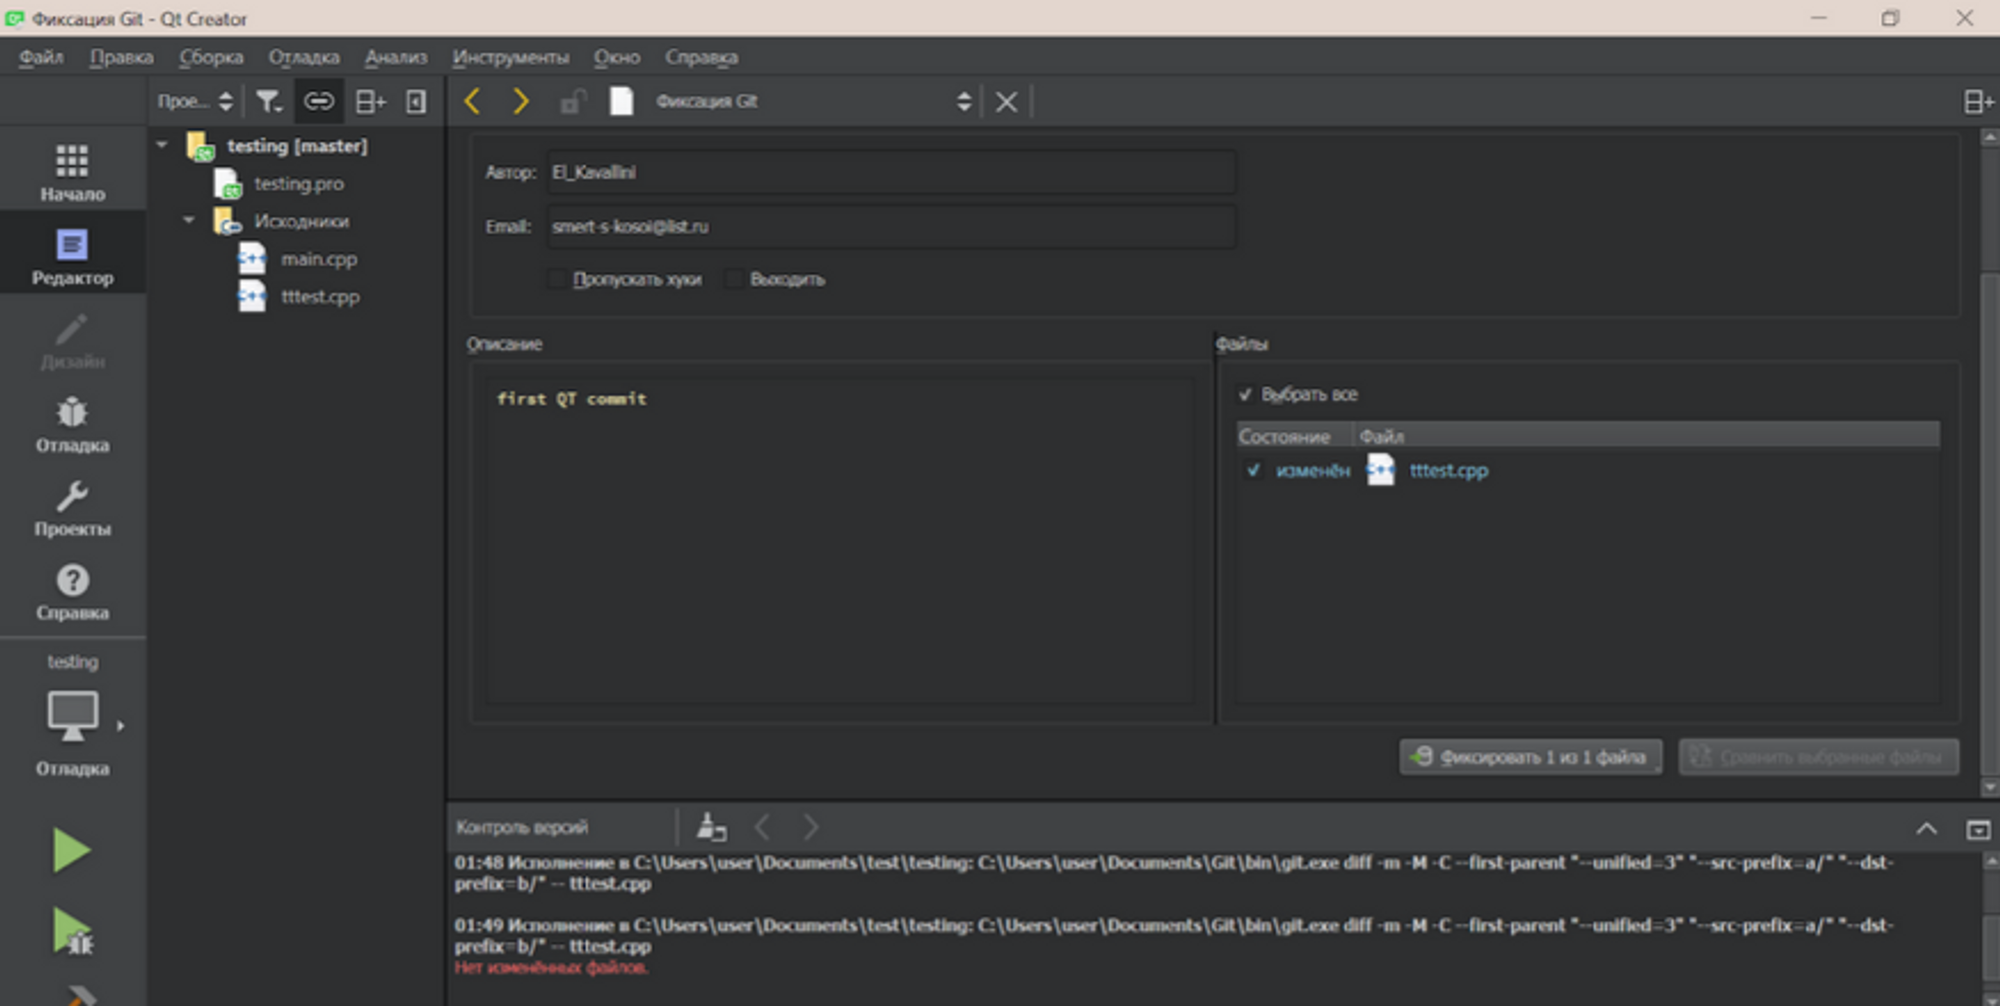 Фиксация Git - Qt Creator
Файл Правка Сборка Отладка Анализ Инструменты Окно Справка
Прое... Фиксация Git
Начало
Редактор
Дизайн
Отладка
Проекты
Справка
testing
Отладка
testing [master]
testing.pro
Исходники
main.cpp
tttest.cpp
Автор: El_Kavallini
Email: smert-s-kosoi@list.ru
Пропускать хуки Выходить
Описание
first QT commit
Файлы
Выбрать все
Состояние Файл
изменён tttest.cpp
Фиксировать 1 из 1 файла Сравнить выбранные файлы
Контроль версий
01:48 Исполнение в C:\Users\user\Documents\test\testing: C:\Users\user\Documents\Git\bin\git.exe diff -m -M -C --first-parent "--unified=3" "--src-prefix=a/" "--dst-
prefix=b/" -- tttest.cpp
01:49 Исполнение в C:\Users\user\Documents\test\testing: C:\Users\user\Documents\Git\bin\git.exe diff -m -M -C --first-parent "--unified=3" "--src-prefix=a/" "--dst-
prefix=b/" -- tttest.cpp
Нет изменённых файлов.